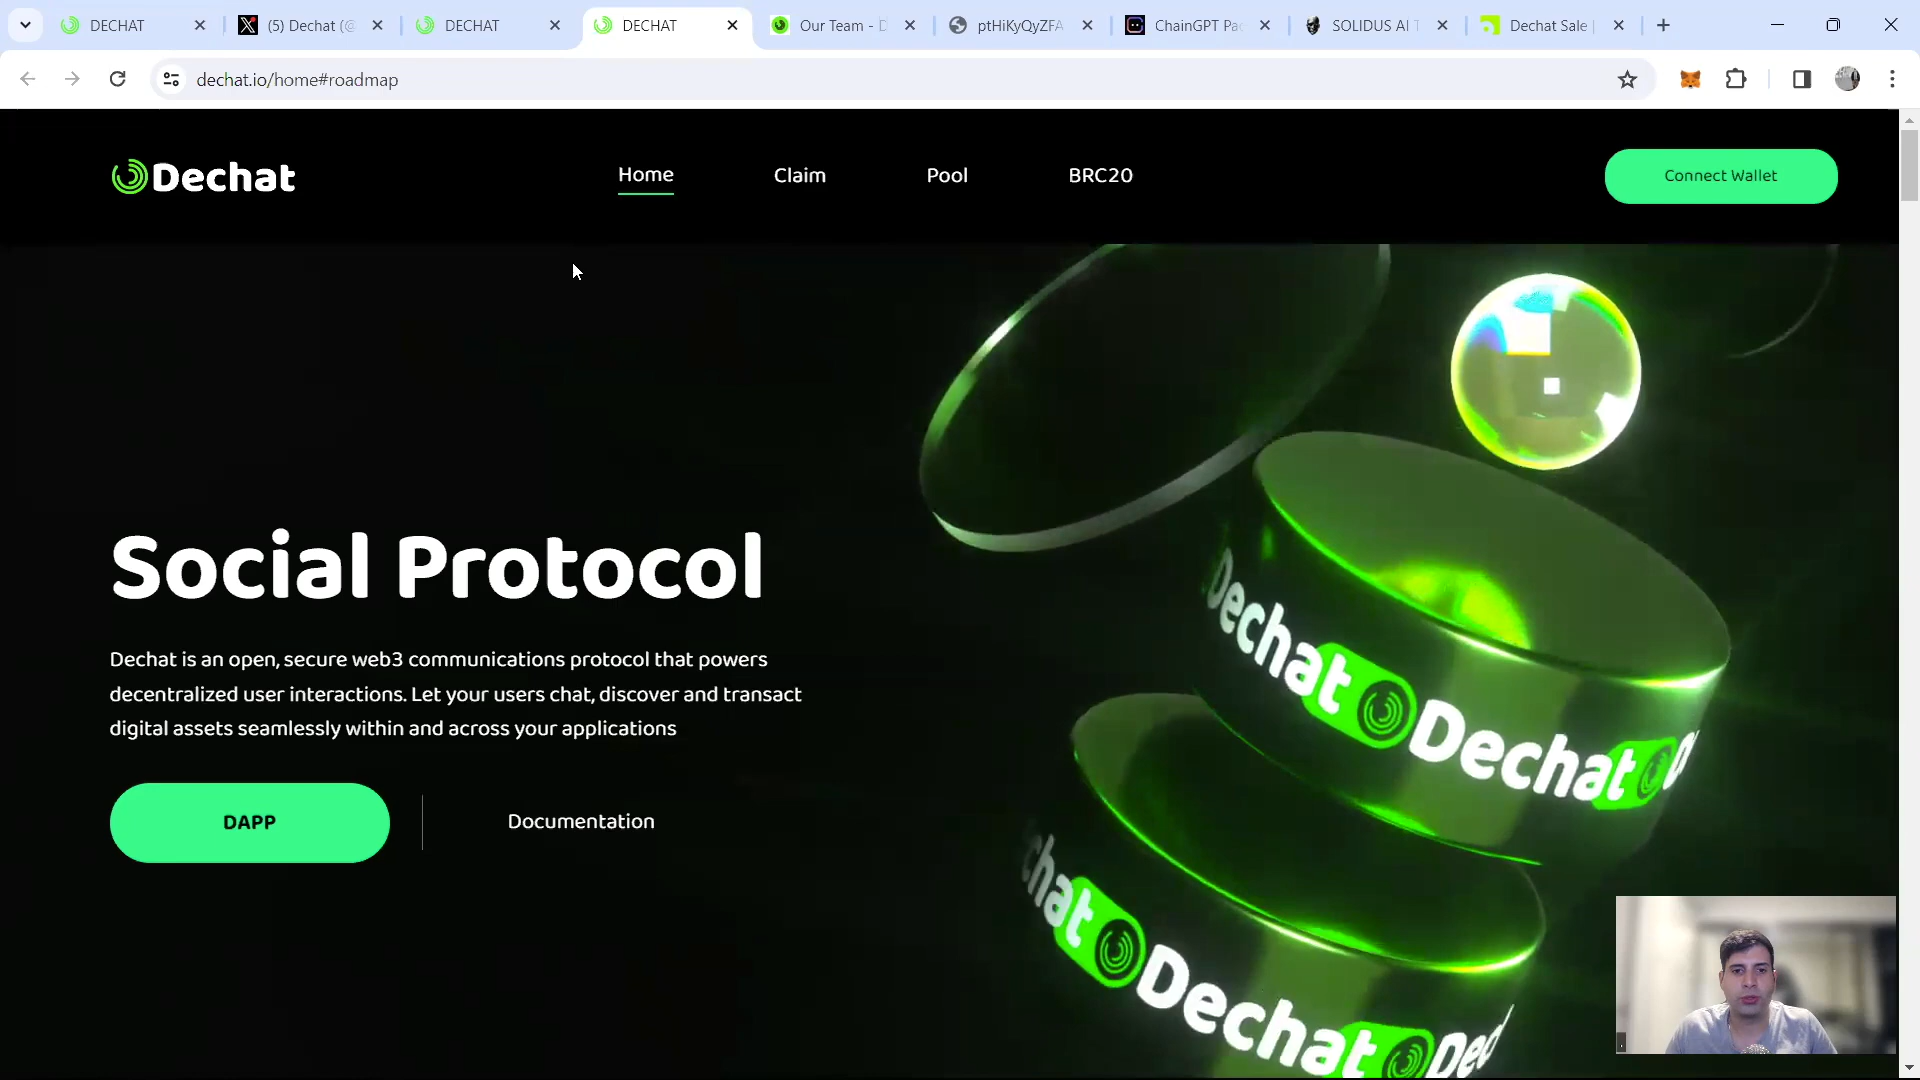 DECHAT
(5) Dechat (@
DECHAT
DECHAT
Our Team - D
ptHiKyQyZFA
ChainGPT Pa
SOLIDUS AI T
Dechat Sale |
dechat.io/home#roadmap
Dechat
Home
Claim
Pool
BRC20
Connect Wallet
Social Protocol
Dechat is an open, secure web3 communications protocol that powers
decentralized user interactions. Let your users chat, discover and transact
digital assets seamlessly within and across your applications
DAPP
Documentation
Dechat Dechat D
chat Dechat Ded